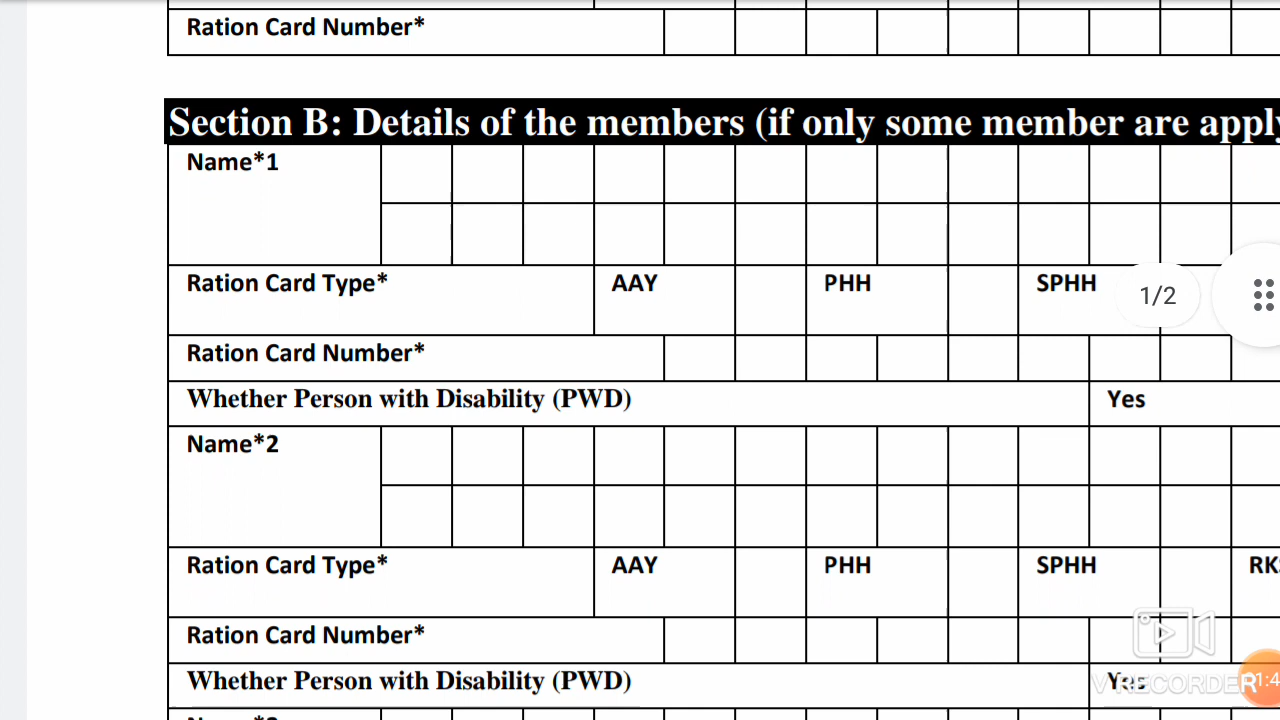 Ration Card Number*
Section B: Details of the members (if only some member are apply
Name*1
Ration Card Type* AAY PHH SPHH
1/2
Ration Card Number*
Whether Person with Disability (PWD) Yes
Name*2
Ration Card Type* AAY PHH SPHH RKS
Ration Card Number*
Whether Person with Disability (PWD) Yes
V RECORDER